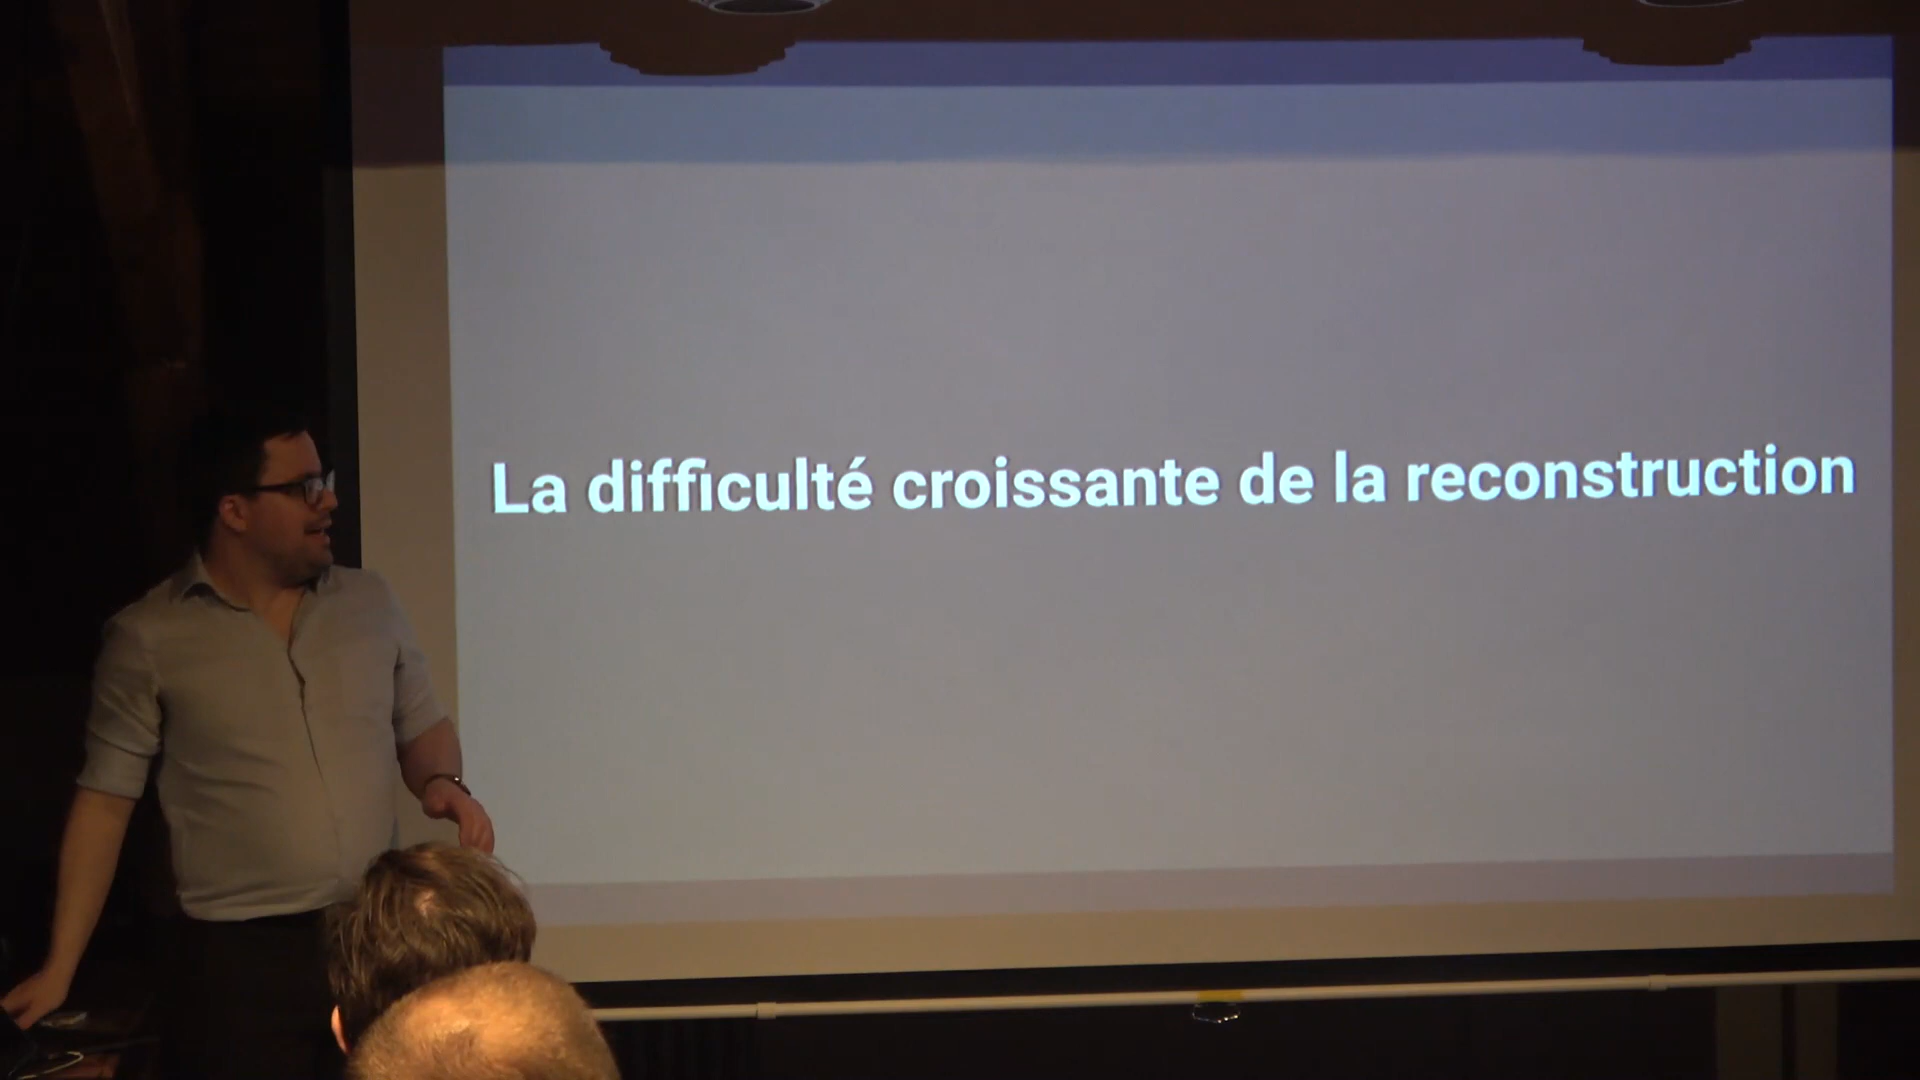 La difficulté croissante de la reconstruction